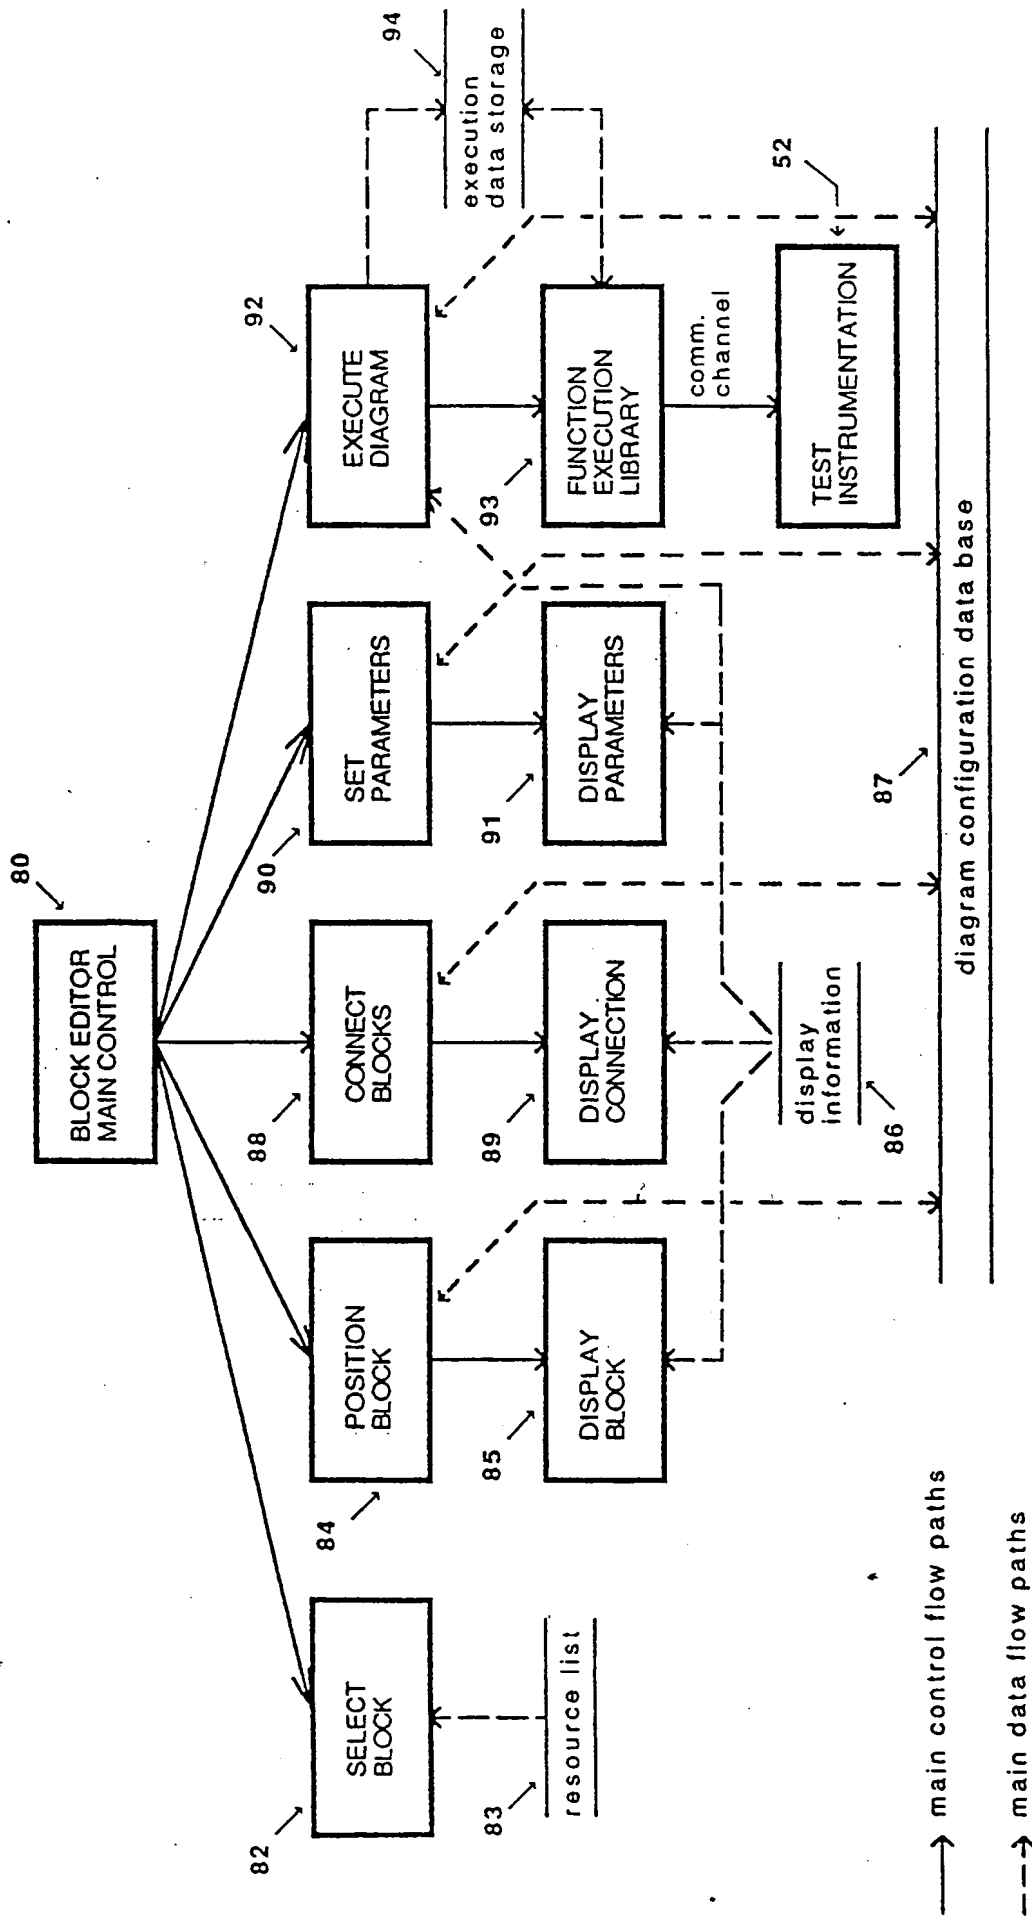 80
BLOCK EDITOR
MAIN CONTROL
82
SELECT
BLOCK
84
POSITION
BLOCK
88
CONNECT
BLOCKS
90
SET
PARAMETERS
92
EXECUTE
DIAGRAM
94
execution
data storage
83
resource list
85
DISPLAY
BLOCK
89
DISPLAY
CONNECTION
91
DISPLAY
PARAMETERS
93
FUNCTION
EXECUTION
LIBRARY
comm.
channel
52
TEST
INSTRUMENTATION
display
information
86
87
diagram configuration data base
main control flow paths
main data flow paths